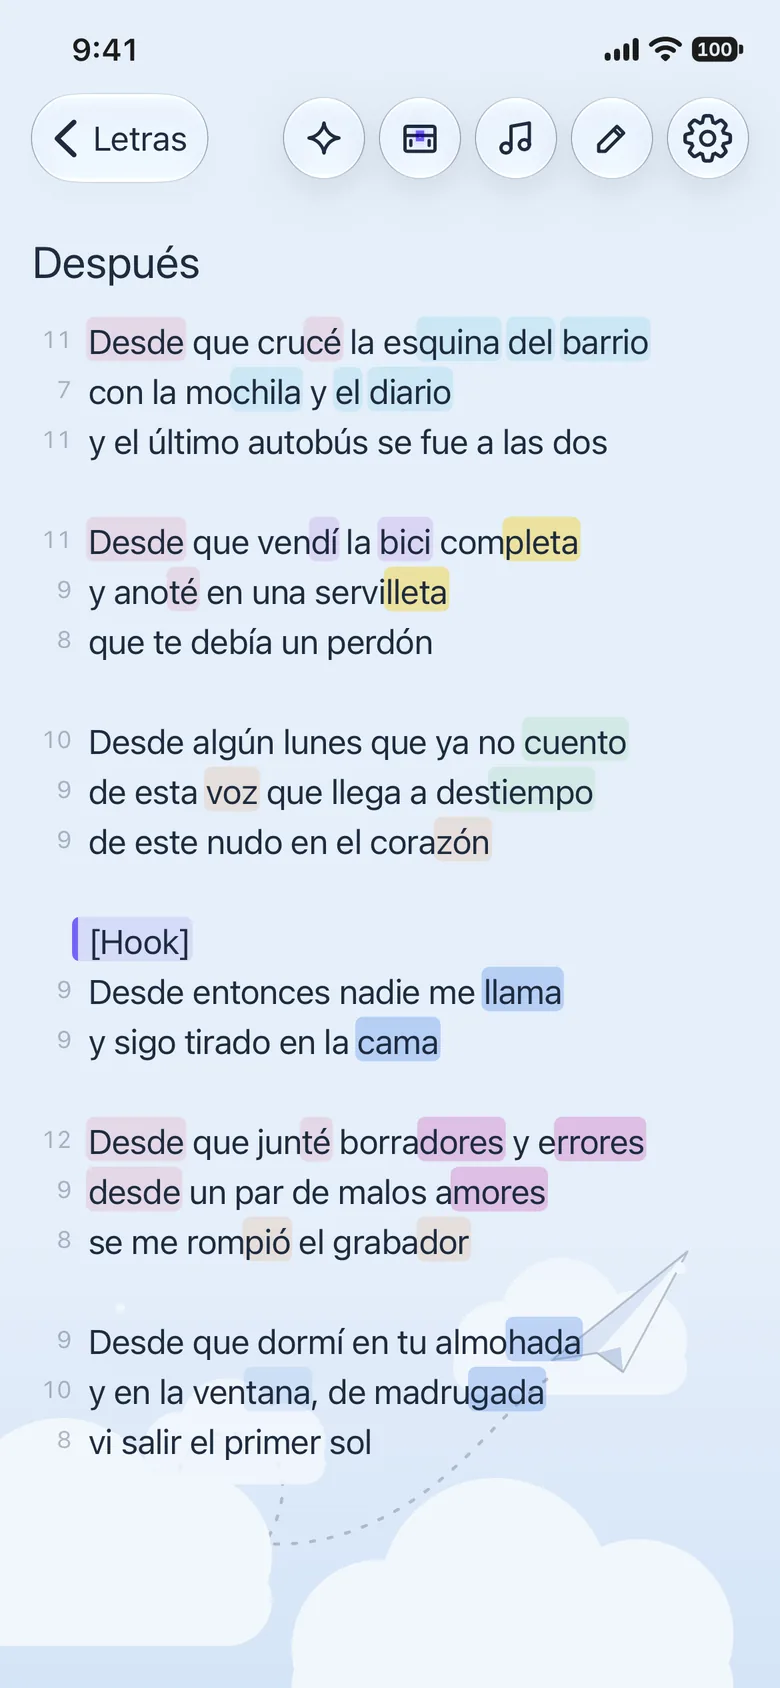 9:41
100
Letras
Después
11 Desde que crucé la esquina del barrio
7 con la mochila y el diario
11 y el último autobús se fue a las dos
11 Desde que vendí la bici completa
9 y anoté en una servilleta
8 que te debía un perdón
10 Desde algún lunes que ya no cuento
9 de esta voz que llega a destiempo
9 de este nudo en el corazón
[Hook]
9 Desde entonces nadie me llama
9 y sigo tirado en la cama
12 Desde que junté borradores y errores
9 desde un par de malos amores
8 se me rompió el grabador
9 Desde que dormí en tu almohada
10 y en la ventana, de madrugada
8 vi salir el primer sol